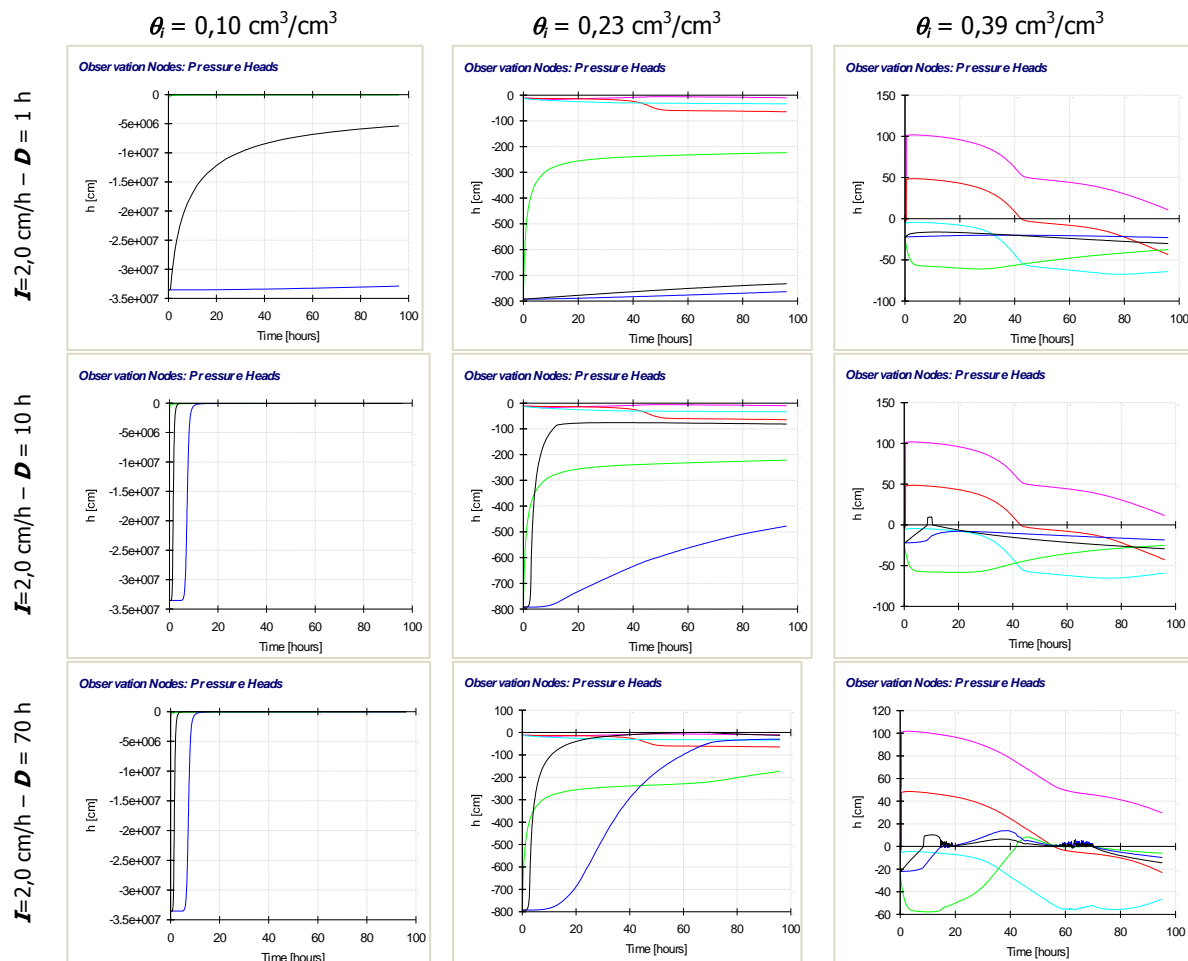 θi = 0,10 cm3/cm3
θi = 0,23 cm3/cm3
θi = 0,39 cm3/cm3
I=2,0 cm/h – D = 1 h
Observation Nodes: Pressure Heads
0
-5e+006
-1e+007
-1.5e+007
-2e+007
-2.5e+007
-3e+007
-3.5e+007
h [cm]
0 20 40 60 80 100
Time [hours]
Observation Nodes: Pressure Heads
0
-100
-200
-300
-400
-500
-600
-700
-800
h [cm]
0 20 40 60 80 100
Time [hours]
Observation Nodes: Pressure Heads
150
100
50
0
-50
-100
h [cm]
0 20 40 60 80 100
Time [hours]
I=2,0 cm/h – D = 10 h
Observation Nodes: Pressure Heads
0
-5e+006
-1e+007
-1.5e+007
-2e+007
-2.5e+007
-3e+007
-3.5e+007
h [cm]
0 20 40 60 80 100
Time [hours]
Observation Nodes: Pressure Heads
0
-100
-200
-300
-400
-500
-600
-700
-800
h [cm]
0 20 40 60 80 100
Time [hours]
Observation Nodes: Pressure Heads
150
100
50
0
-50
-100
h [cm]
0 20 40 60 80 100
Time [hours]
I=2,0 cm/h – D = 70 h
Observation Nodes: Pressure Heads
0
-5e+006
-1e+007
-1.5e+007
-2e+007
-2.5e+007
-3e+007
-3.5e+007
h [cm]
0 20 40 60 80 100
Time [hours]
Observation Nodes: Pressure Heads
100
0
-100
-200
-300
-400
-500
-600
-700
-800
h [cm]
0 20 40 60 80 100
Time [hours]
Observation Nodes: Pressure Heads
120
100
80
60
40
20
0
-20
-40
-60
h [cm]
0 20 40 60 80 100
Time [hours]